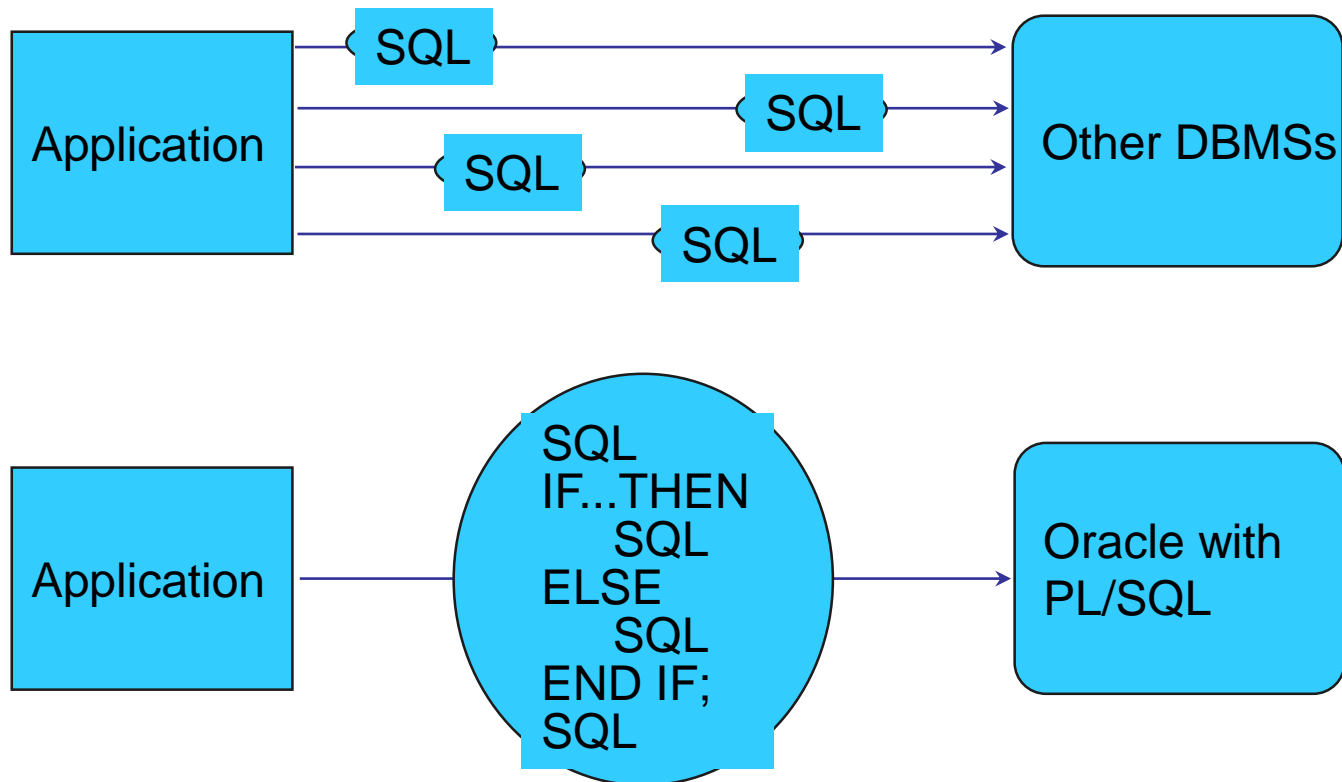 SQL
SQL
Application
Other DBMSs
SQL
SQL
SQL
IF...THEN
SQL
ELSE
SQL
END IF;
SQL
Application
Oracle with
PL/SQL